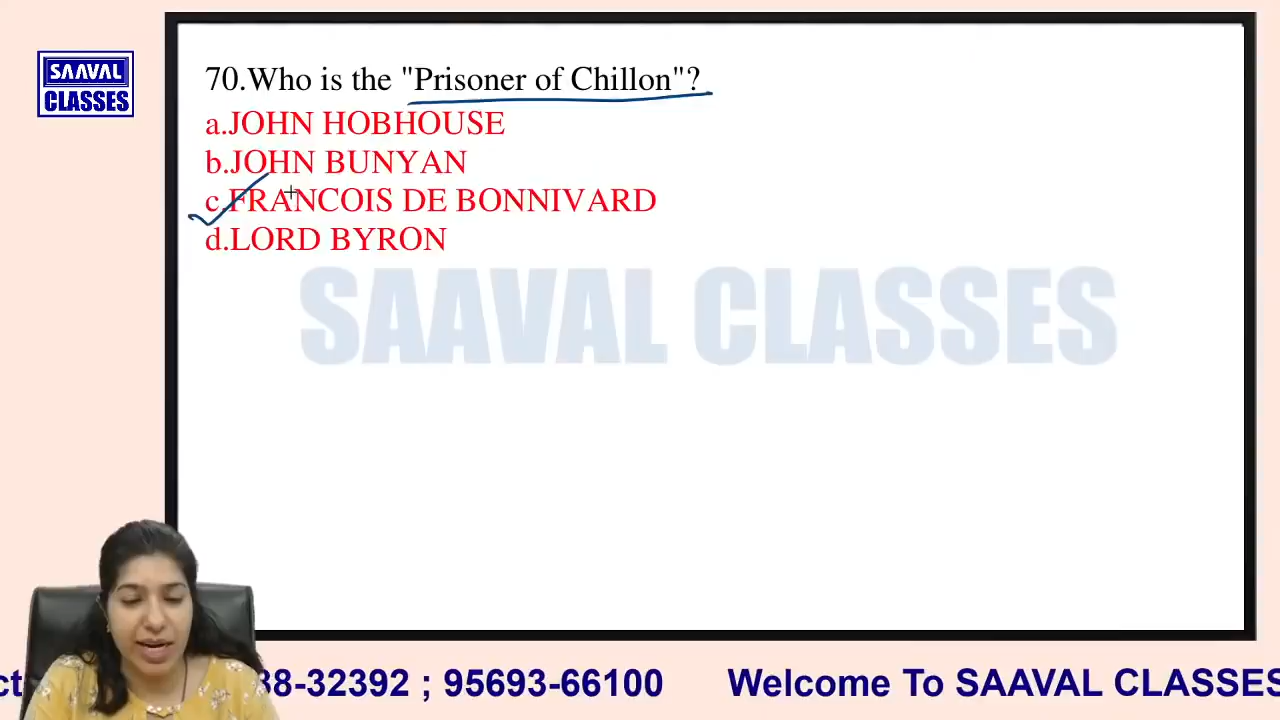 SAAVAL
CLASSES
70.Who is the "Prisoner of Chillon"?
a.JOHN HOBHOUSE
b.JOHN BUNYAN
c.FRANCOIS DE BONNIVARD
d.LORD BYRON
SAAVAL CLASSES
38-32392 ; 95693-66100 Welcome To SAAVAL CLASSES